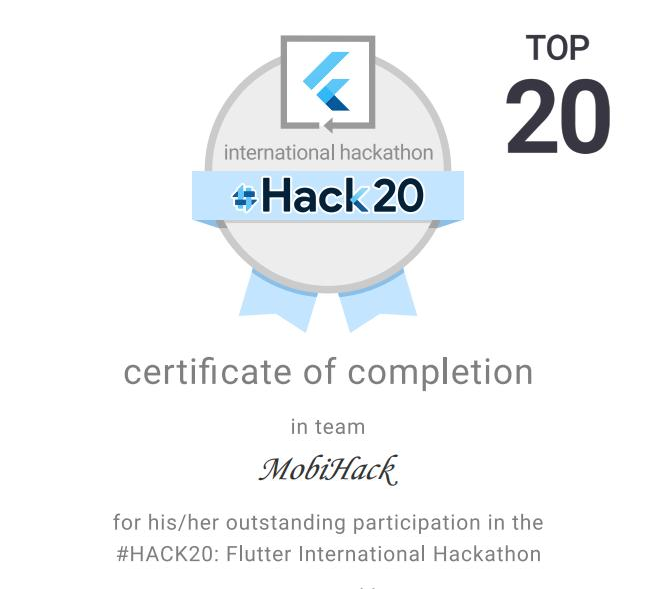 TOP
20
international hackathon
#Hack20
certificate of completion
in team
MobiHack
for his/her outstanding participation in the
#HACK20: Flutter International Hackathon